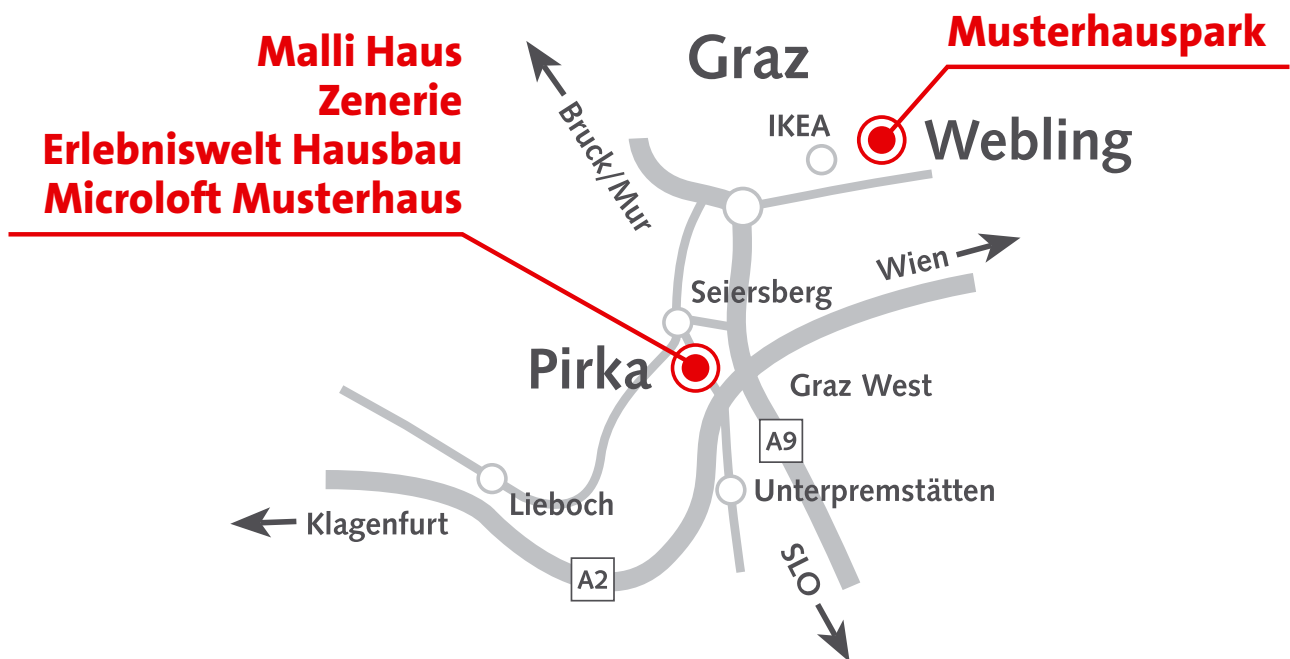 Malli Haus
Zenerie
Erlebniswelt Hausbau
Microloft Musterhaus
Musterhauspark
Graz
IKEA
Webling
Bruck/Mur
Wien
Seiersberg
Pirka
Graz West
A9
Unterpremstätten
Lieboch
Klagenfurt
A2
SLO